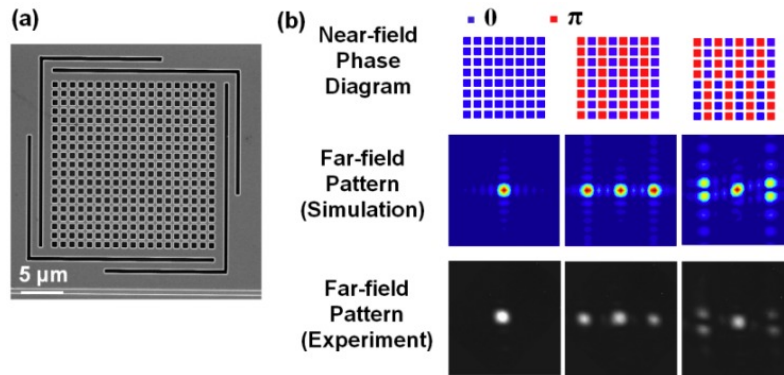 (a)
5 μm
(b)
0 π
Near-field
Phase
Diagram
Far-field
Pattern
(Simulation)
Far-field
Pattern
(Experiment)